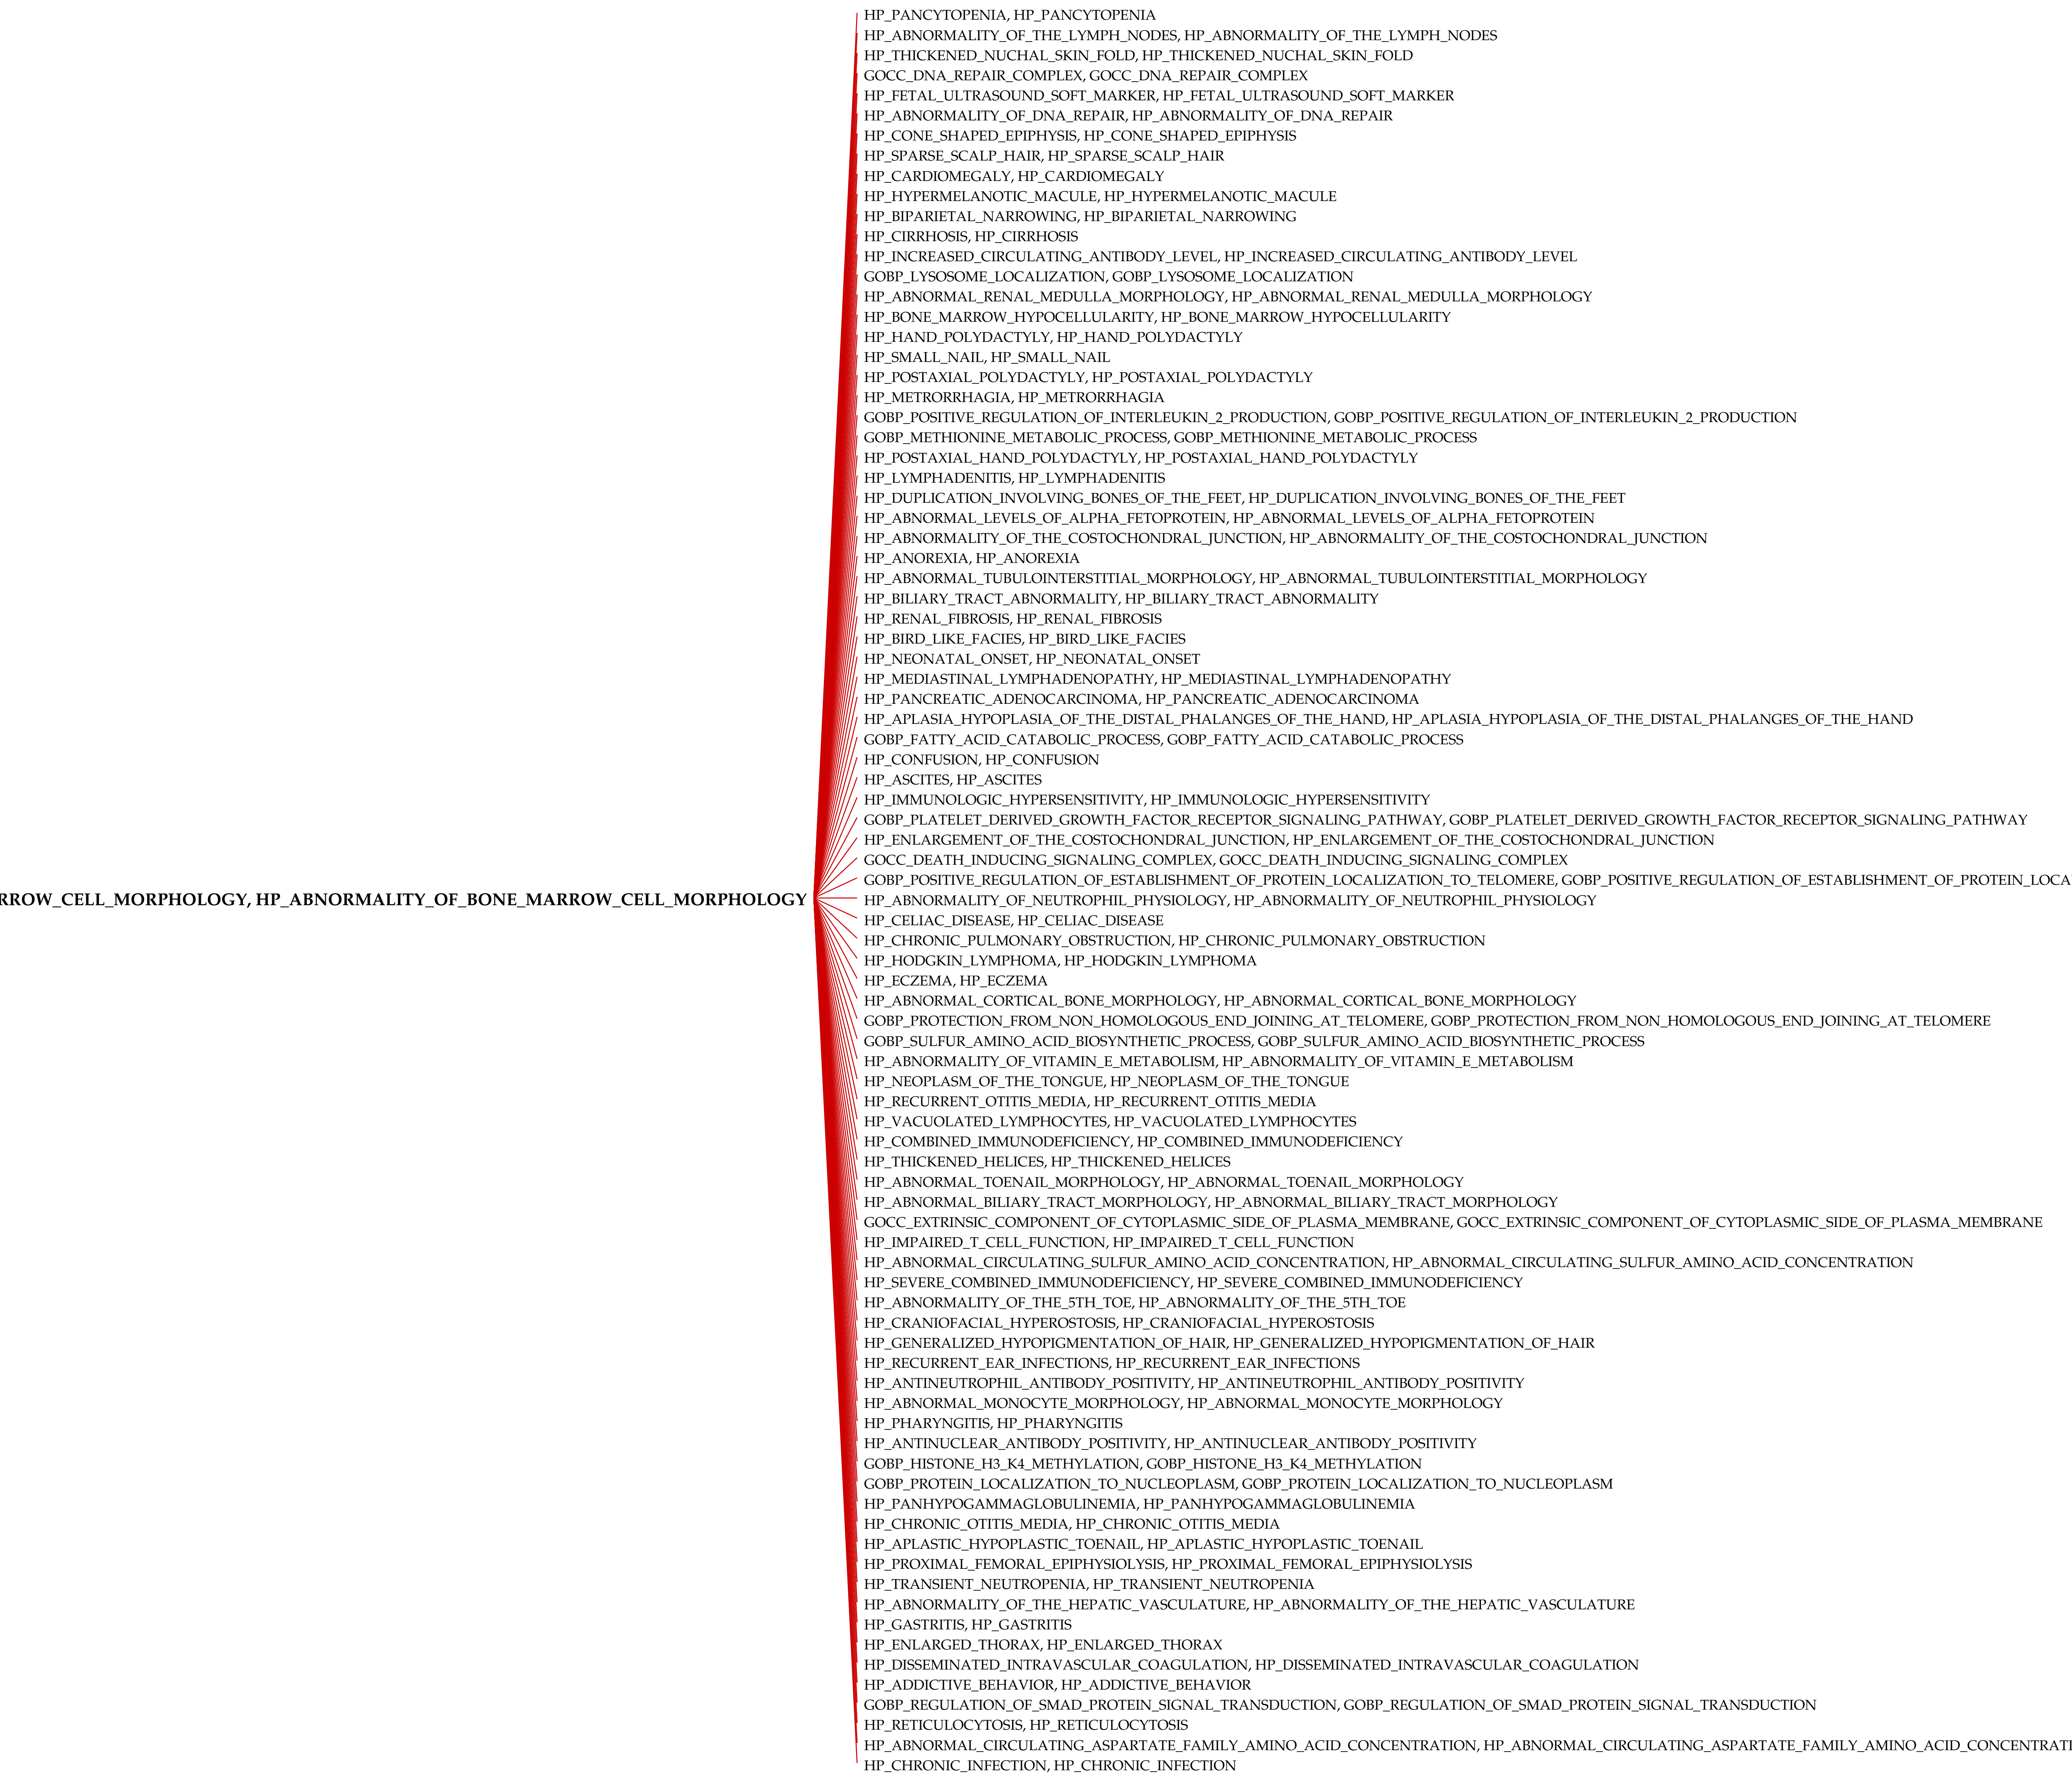 HP_PANCYTOPENIA, HP_PANCYTOPENIA
HP_ABNORMALITY_OF_THE_LYMPH_NODES, HP_ABNORMALITY_OF_THE_LYMPH_NODES
HP_THICKENED_NUCHAL_SKIN_FOLD, HP_THICKENED_NUCHAL_SKIN_FOLD
GOCC_DNA_REPAIR_COMPLEX, GOCC_DNA_REPAIR_COMPLEX
HP_FETAL_ULTRASOUND_SOFT_MARKER, HP_FETAL_ULTRASOUND_SOFT_MARKER
HP_ABNORMALITY_OF_DNA_REPAIR, HP_ABNORMALITY_OF_DNA_REPAIR
HP_CONE_SHAPED_EPIPHYSIS, HP_CONE_SHAPED_EPIPHYSIS
HP_SPARSE_SCALP_HAIR, HP_SPARSE_SCALP_HAIR
HP_CARDIOMEGALY, HP_CARDIOMEGALY
HP_HYPERMELANOTIC_MACULE, HP_HYPERMELANOTIC_MACULE
HP_BIPARIETAL_NARROWING, HP_BIPARIETAL_NARROWING
HP_CIRRHOSIS, HP_CIRRHOSIS
HP_INCREASED_CIRCULATING_ANTIBODY_LEVEL, HP_INCREASED_CIRCULATING_ANTIBODY_LEVEL
GOBP_LYSOSOME_LOCALIZATION, GOBP_LYSOSOME_LOCALIZATION
HP_ABNORMAL_RENAL_MEDULLA_MORPHOLOGY, HP_ABNORMAL_RENAL_MEDULLA_MORPHOLOGY
HP_BONE_MARROW_HYPOCELLULARITY, HP_BONE_MARROW_HYPOCELLULARITY
HP_HAND_POLYDACTYLY, HP_HAND_POLYDACTYLY
HP_SMALL_NAIL, HP_SMALL_NAIL
HP_POSTAXIAL_POLYDACTYLY, HP_POSTAXIAL_POLYDACTYLY
HP_METRORRHAGIA, HP_METRORRHAGIA
GOBP_POSITIVE_REGULATION_OF_INTERLEUKIN_2_PRODUCTION, GOBP_POSITIVE_REGULATION_OF_INTERLEUKIN_2_PRODUCTION
GOBP_METHIONINE_METABOLIC_PROCESS, GOBP_METHIONINE_METABOLIC_PROCESS
HP_POSTAXIAL_HAND_POLYDACTYLY, HP_POSTAXIAL_HAND_POLYDACTYLY
HP_LYMPHADENITIS, HP_LYMPHADENITIS
HP_DUPLICATION_INVOLVING_BONES_OF_THE_FEET, HP_DUPLICATION_INVOLVING_BONES_OF_THE_FEET
HP_ABNORMAL_LEVELS_OF_ALPHA_FETOPROTEIN, HP_ABNORMAL_LEVELS_OF_ALPHA_FETOPROTEIN
HP_ABNORMALITY_OF_THE_COSTOCHONDRAL_JUNCTION, HP_ABNORMALITY_OF_THE_COSTOCHONDRAL_JUNCTION
HP_ANOREXIA, HP_ANOREXIA
HP_ABNORMAL_TUBULOINTERSTITIAL_MORPHOLOGY, HP_ABNORMAL_TUBULOINTERSTITIAL_MORPHOLOGY
HP_BILIARY_TRACT_ABNORMALITY, HP_BILIARY_TRACT_ABNORMALITY
HP_RENAL_FIBROSIS, HP_RENAL_FIBROSIS
HP_BIRD_LIKE_FACIES, HP_BIRD_LIKE_FACIES
HP_NEONATAL_ONSET, HP_NEONATAL_ONSET
HP_MEDIASTINAL_LYMPHADENOPATHY, HP_MEDIASTINAL_LYMPHADENOPATHY
HP_PANCREATIC_ADENOCARCINOMA, HP_PANCREATIC_ADENOCARCINOMA
HP_APLASIA_HYPOPLASIA_OF_THE_DISTAL_PHALANGES_OF_THE_HAND, HP_APLASIA_HYPOPLASIA_OF_THE_DISTAL_PHALANGES_OF_THE_HAND
GOBP_FATTY_ACID_CATABOLIC_PROCESS, GOBP_FATTY_ACID_CATABOLIC_PROCESS
HP_CONFUSION, HP_CONFUSION
HP_ASCITES, HP_ASCITES
HP_IMMUNOLOGIC_HYPERSENSITIVITY, HP_IMMUNOLOGIC_HYPERSENSITIVITY
GOBP_PLATELET_DERIVED_GROWTH_FACTOR_RECEPTOR_SIGNALING_PATHWAY, GOBP_PLATELET_DERIVED_GROWTH_FACTOR_RECEPTOR_SIGNALING_PATHWAY
HP_ENLARGEMENT_OF_THE_COSTOCHONDRAL_JUNCTION, HP_ENLARGEMENT_OF_THE_COSTOCHONDRAL_JUNCTION
GOCC_DEATH_INDUCING_SIGNALING_COMPLEX, GOCC_DEATH_INDUCING_SIGNALING_COMPLEX
GOBP_POSITIVE_REGULATION_OF_ESTABLISHMENT_OF_PROTEIN_LOCALIZATION_TO_TELOMERE, GOBP_POSITIVE_REGULATION_OF_ESTABLISHMENT_OF_PROTEIN_LOCA
RROW_CELL_MORPHOLOGY, HP_ABNORMALITY_OF_BONE_MARROW_CELL_MORPHOLOGY
HP_ABNORMALITY_OF_NEUTROPHIL_PHYSIOLOGY, HP_ABNORMALITY_OF_NEUTROPHIL_PHYSIOLOGY
HP_CELIAC_DISEASE, HP_CELIAC_DISEASE
HP_CHRONIC_PULMONARY_OBSTRUCTION, HP_CHRONIC_PULMONARY_OBSTRUCTION
HP_HODGKIN_LYMPHOMA, HP_HODGKIN_LYMPHOMA
HP_ECZEMA, HP_ECZEMA
HP_ABNORMAL_CORTICAL_BONE_MORPHOLOGY, HP_ABNORMAL_CORTICAL_BONE_MORPHOLOGY
GOBP_PROTECTION_FROM_NON_HOMOLOGOUS_END_JOINING_AT_TELOMERE, GOBP_PROTECTION_FROM_NON_HOMOLOGOUS_END_JOINING_AT_TELOMERE
GOBP_SULFUR_AMINO_ACID_BIOSYNTHETIC_PROCESS, GOBP_SULFUR_AMINO_ACID_BIOSYNTHETIC_PROCESS
HP_ABNORMALITY_OF_VITAMIN_E_METABOLISM, HP_ABNORMALITY_OF_VITAMIN_E_METABOLISM
HP_NEOPLASM_OF_THE_TONGUE, HP_NEOPLASM_OF_THE_TONGUE
HP_RECURRENT_OTITIS_MEDIA, HP_RECURRENT_OTITIS_MEDIA
HP_VACUOLATED_LYMPHOCYTES, HP_VACUOLATED_LYMPHOCYTES
HP_COMBINED_IMMUNODEFICIENCY, HP_COMBINED_IMMUNODEFICIENCY
HP_THICKENED_HELICES, HP_THICKENED_HELICES
HP_ABNORMAL_TOENAIL_MORPHOLOGY, HP_ABNORMAL_TOENAIL_MORPHOLOGY
HP_ABNORMAL_BILIARY_TRACT_MORPHOLOGY, HP_ABNORMAL_BILIARY_TRACT_MORPHOLOGY
GOCC_EXTRINSIC_COMPONENT_OF_CYTOPLASMIC_SIDE_OF_PLASMA_MEMBRANE, GOCC_EXTRINSIC_COMPONENT_OF_CYTOPLASMIC_SIDE_OF_PLASMA_MEMBRANE
HP_IMPAIRED_T_CELL_FUNCTION, HP_IMPAIRED_T_CELL_FUNCTION
HP_ABNORMAL_CIRCULATING_SULFUR_AMINO_ACID_CONCENTRATION, HP_ABNORMAL_CIRCULATING_SULFUR_AMINO_ACID_CONCENTRATION
HP_SEVERE_COMBINED_IMMUNODEFICIENCY, HP_SEVERE_COMBINED_IMMUNODEFICIENCY
HP_ABNORMALITY_OF_THE_5TH_TOE, HP_ABNORMALITY_OF_THE_5TH_TOE
HP_CRANIOFACIAL_HYPEROSTOSIS, HP_CRANIOFACIAL_HYPEROSTOSIS
HP_GENERALIZED_HYPOPIGMENTATION_OF_HAIR, HP_GENERALIZED_HYPOPIGMENTATION_OF_HAIR
HP_RECURRENT_EAR_INFECTIONS, HP_RECURRENT_EAR_INFECTIONS
HP_ANTINEUTROPHIL_ANTIBODY_POSITIVITY, HP_ANTINEUTROPHIL_ANTIBODY_POSITIVITY
HP_ABNORMAL_MONOCYTE_MORPHOLOGY, HP_ABNORMAL_MONOCYTE_MORPHOLOGY
HP_PHARYNGITIS, HP_PHARYNGITIS
HP_ANTINUCLEAR_ANTIBODY_POSITIVITY, HP_ANTINUCLEAR_ANTIBODY_POSITIVITY
GOBP_HISTONE_H3_K4_METHYLATION, GOBP_HISTONE_H3_K4_METHYLATION
GOBP_PROTEIN_LOCALIZATION_TO_NUCLEOPLASM, GOBP_PROTEIN_LOCALIZATION_TO_NUCLEOPLASM
HP_PANHYPOGAMMAGLOBULINEMIA, HP_PANHYPOGAMMAGLOBULINEMIA
HP_CHRONIC_OTITIS_MEDIA, HP_CHRONIC_OTITIS_MEDIA
HP_APLASTIC_HYPOPLASTIC_TOENAIL, HP_APLASTIC_HYPOPLASTIC_TOENAIL
HP_PROXIMAL_FEMORAL_EPIPHYSIOLYSIS, HP_PROXIMAL_FEMORAL_EPIPHYSIOLYSIS
HP_TRANSIENT_NEUTROPENIA, HP_TRANSIENT_NEUTROPENIA
HP_ABNORMALITY_OF_THE_HEPATIC_VASCULATURE, HP_ABNORMALITY_OF_THE_HEPATIC_VASCULATURE
HP_GASTRITIS, HP_GASTRITIS
HP_ENLARGED_THORAX, HP_ENLARGED_THORAX
HP_DISSEMINATED_INTRAVASCULAR_COAGULATION, HP_DISSEMINATED_INTRAVASCULAR_COAGULATION
HP_ADDICTIVE_BEHAVIOR, HP_ADDICTIVE_BEHAVIOR
GOBP_REGULATION_OF_SMAD_PROTEIN_SIGNAL_TRANSDUCTION, GOBP_REGULATION_OF_SMAD_PROTEIN_SIGNAL_TRANSDUCTION
HP_RETICULOCYTOSIS, HP_RETICULOCYTOSIS
HP_ABNORMAL_CIRCULATING_ASPARTATE_FAMILY_AMINO_ACID_CONCENTRATION, HP_ABNORMAL_CIRCULATING_ASPARTATE_FAMILY_AMINO_ACID_CONCENTRATI
HP_CHRONIC_INFECTION, HP_CHRONIC_INFECTION